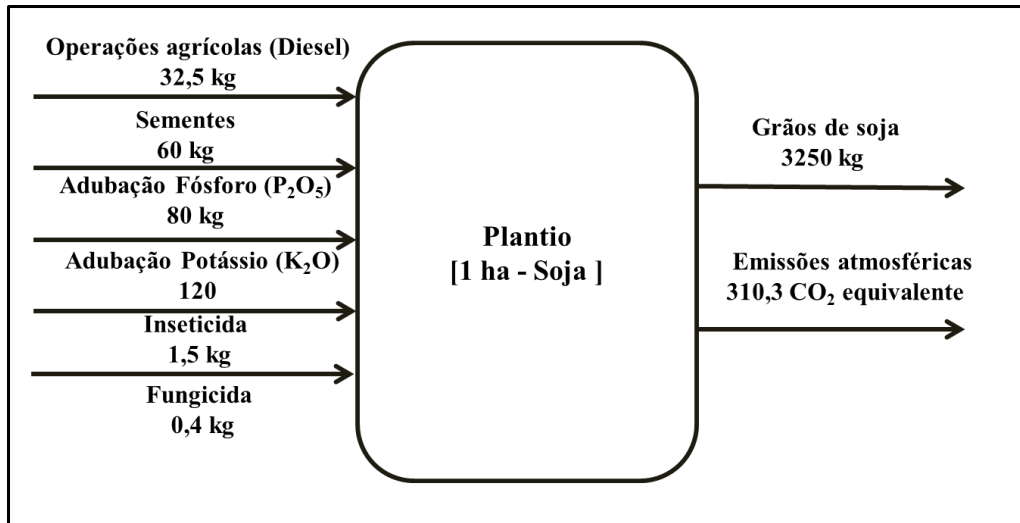 Operações agrícolas (Diesel)
32,5 kg
Sementes
60 kg
Adubação Fósforo (P₂O₅)
80 kg
Adubação Potássio (K₂O)
120
Inseticida
1,5 kg
Fungicida
0,4 kg
Plantio
[1 ha - Soja ]
Grãos de soja
3250 kg
Emissões atmosféricas
310,3 CO₂ equivalente